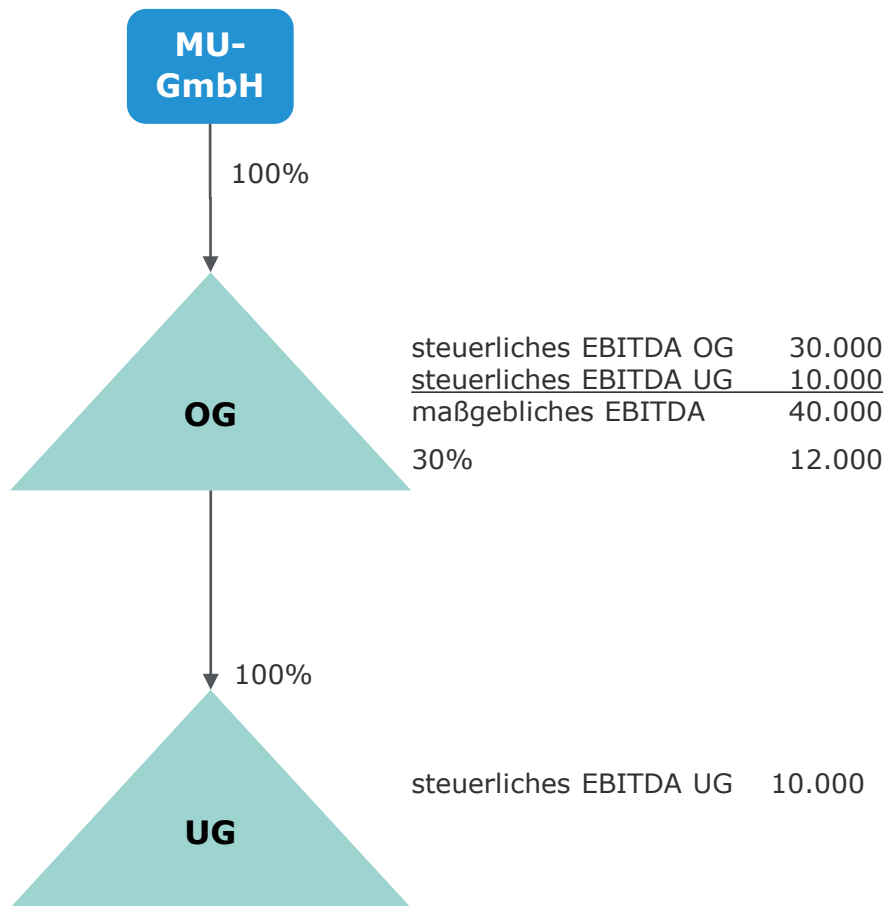 MU-
GmbH
100%
steuerliches EBITDA OG 30.000
steuerliches EBITDA UG 10.000
maßgebliches EBITDA 40.000
OG
30% 12.000
100%
steuerliches EBITDA UG 10.000
UG